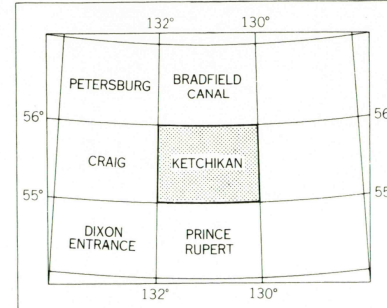 132° 130°
PETERSBURG BRADFIELD
CANAL
56° 56
CRAIG KETCHIKAN
55° 55
DIXON PRINCE
ENTRANCE RUPERT
132° 130°